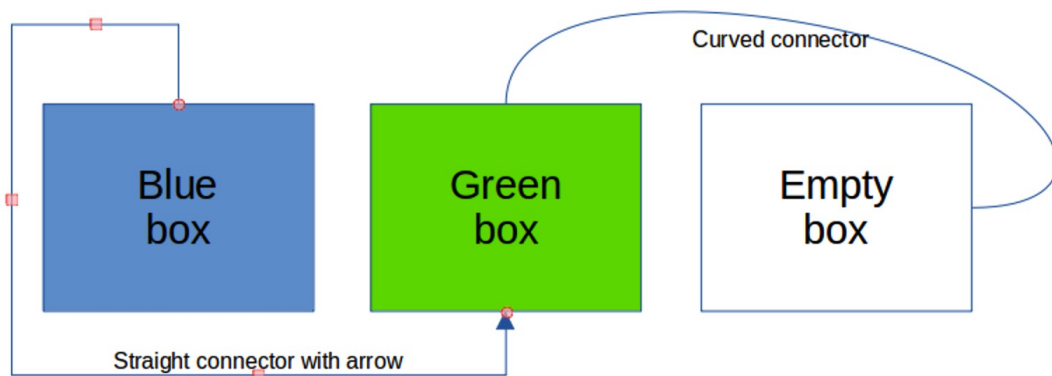 Curved connector
Blue
box
Green
box
Empty
box
Straight connector with arrow